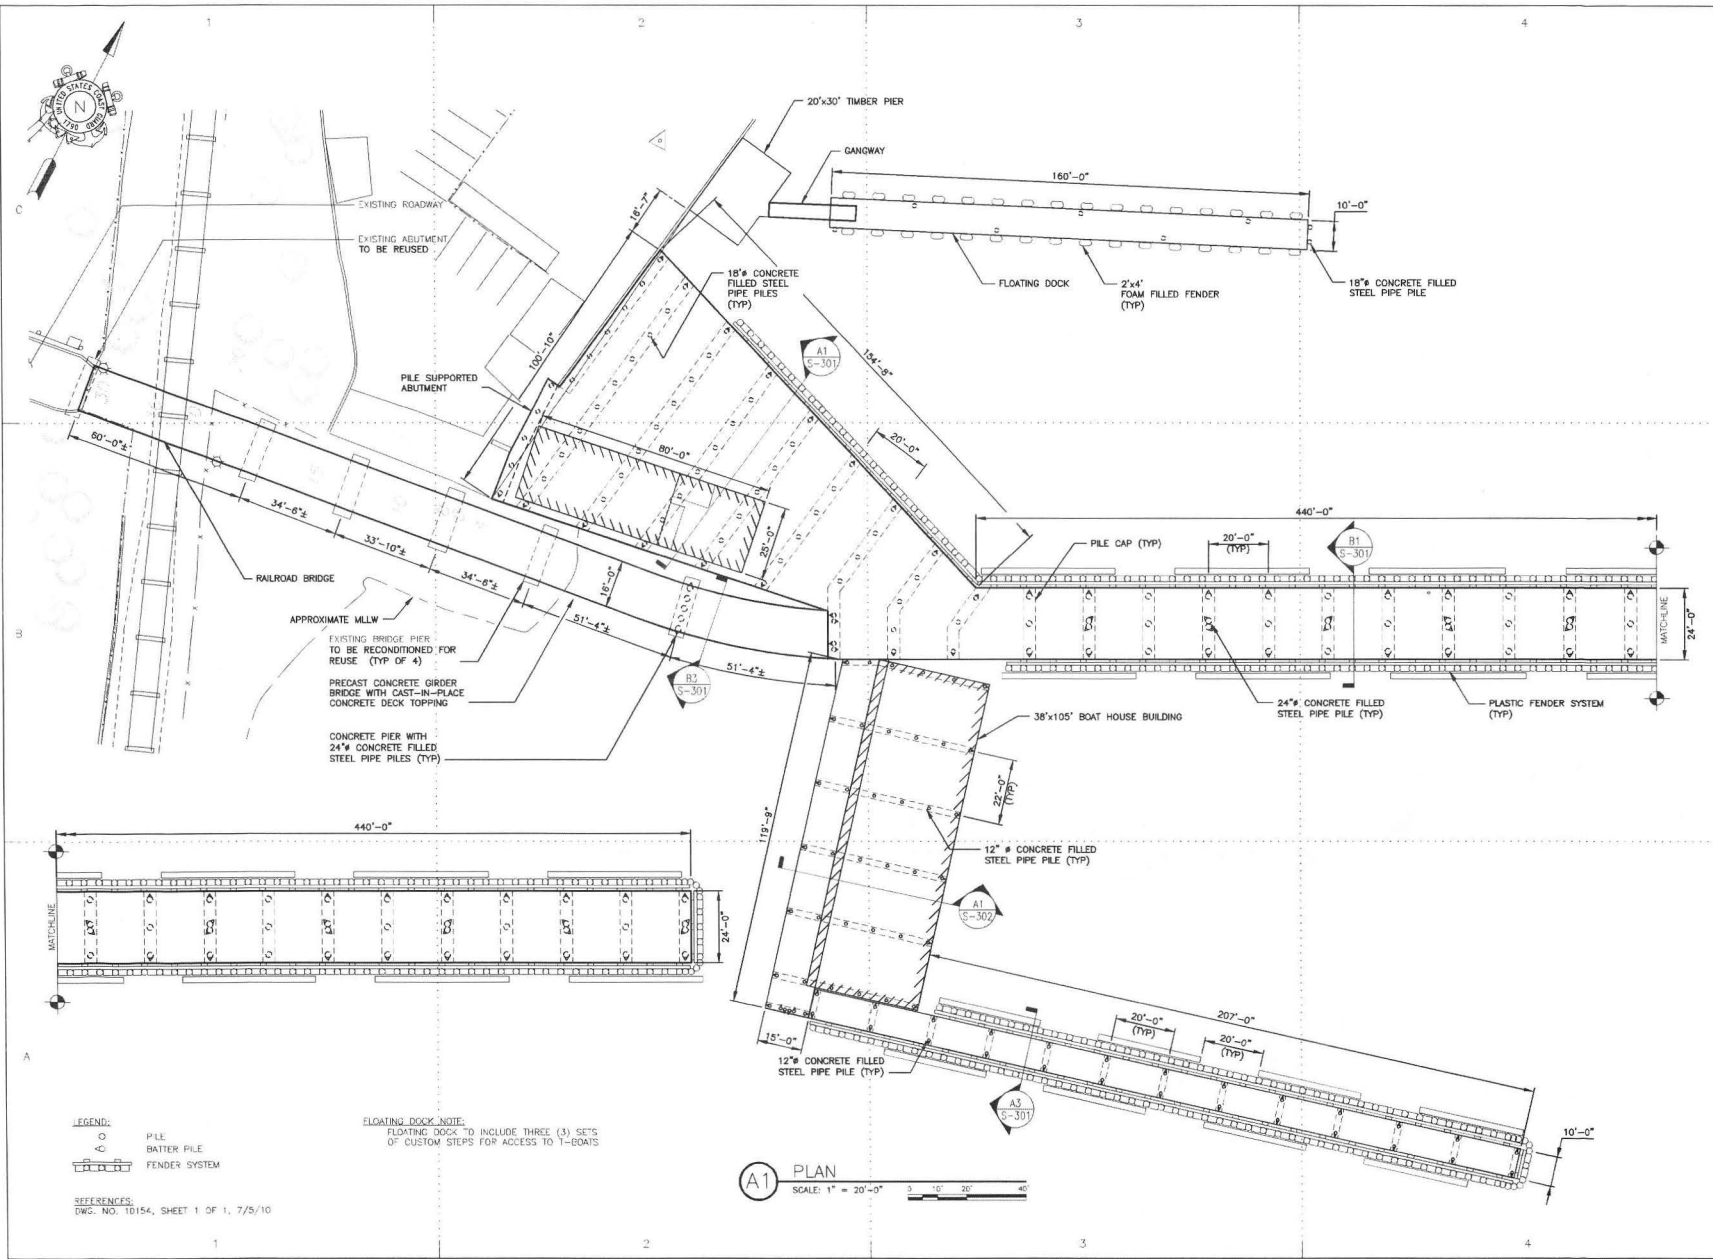 1
2
3
4
UNITED STATES COAST GUARD
1790
N
20'x30' TIMBER PIER
GANGWAY
160'-0"
C
EXISTING ROADWAY
16'-7"
10'-0"
EXISTING ABUTMENT
TO BE REUSED
18"ø CONCRETE
FILLED STEEL
PIPE PILES
(TYP)
FLOATING DOCK
2'x4'
FOAM FILLED FENDER
(TYP)
18"ø CONCRETE FILLED
STEEL PIPE PILE
100'-10"
A1
S-301
154'-8"
PILE SUPPORTED
ABUTMENT
60'-0"±
80'-0"
20'-0"
34'-6"±
440'-0"
33'-10"±
25'-0"
PILE CAP (TYP)
20'-0"
(TYP)
B1
S-301
RAILROAD BRIDGE
34'-6"±
16'-0"
APPROXIMATE MLLW
51'-4"±
MATCHLINE
24'-0"
B
EXISTING BRIDGE PIER
TO BE RECONDITIONED FOR
REUSE (TYP OF 4)
51'-4"±
B3
S-301
PRECAST CONCRETE GIRDER
BRIDGE WITH CAST-IN-PLACE
CONCRETE DECK TOPPING
24"ø CONCRETE FILLED
STEEL PIPE PILE (TYP)
PLASTIC FENDER SYSTEM
(TYP)
38'x105' BOAT HOUSE BUILDING
CONCRETE PIER WITH
24"ø CONCRETE FILLED
STEEL PIPE PILES (TYP)
22'-0"
(TYP)
119'-9"
440'-0"
12" ø CONCRETE FILLED
STEEL PIPE PILE (TYP)
MATCHLINE
24'-0"
A1
S-302
207'-0"
20'-0"
(TYP)
20'-0"
(TYP)
15'-0"
A
12"ø CONCRETE FILLED
STEEL PIPE PILE (TYP)
A3
S-301
10'-0"
LEGEND:
PILE
BATTER PILE
FENDER SYSTEM
FLOATING DOCK NOTE:
FLOATING DOCK TO INCLUDE THREE (3) SETS
OF CUSTOM STEPS FOR ACCESS TO T-BOATS
REFERENCES:
DWG. NO. 10154, SHEET 1 OF 1, 7/5/10
A1 PLAN
SCALE: 1" = 20'-0"
0 10' 20' 40'
1
2
3
4